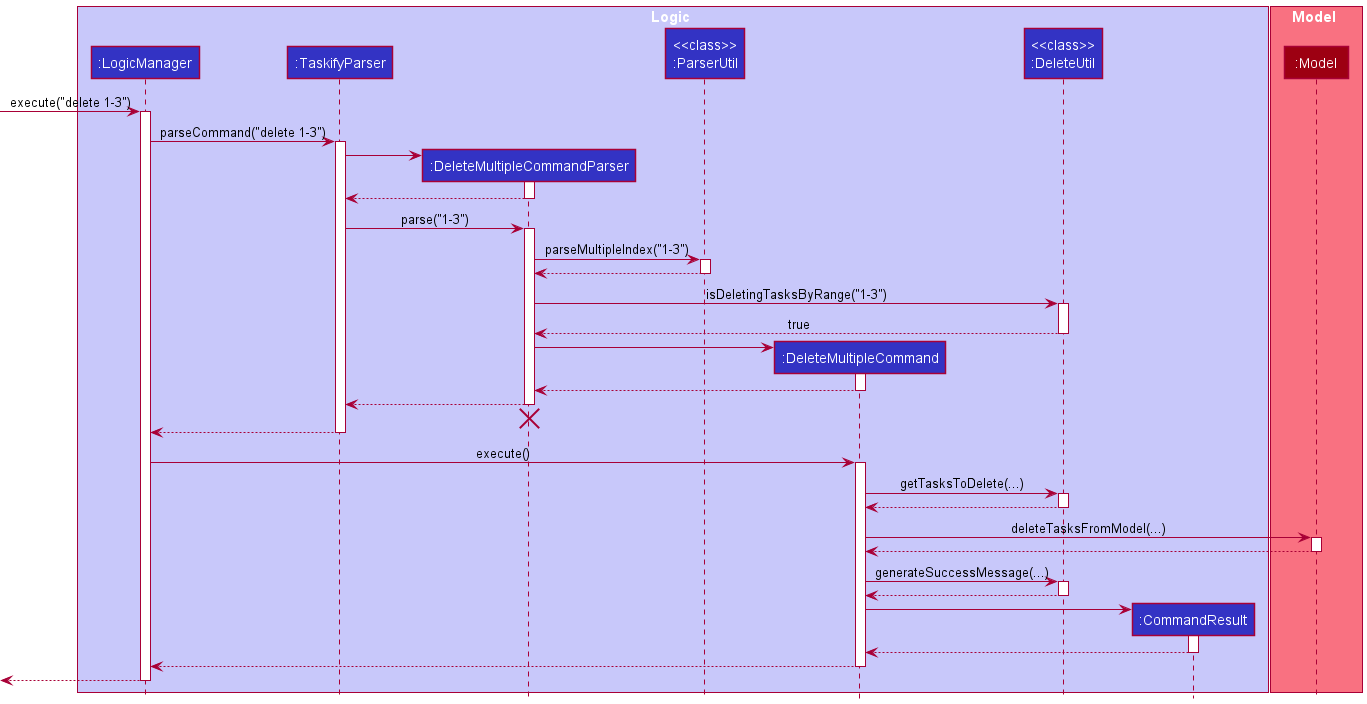 Logic
Model
<<class>>
:ParserUtil
<<class>>
:DeleteUtil
:LogicManager
:TaskifyParser
:Model
execute("delete 1-3")
parseCommand("delete 1-3")
:DeleteMultipleCommandParser
parse("1-3")
parseMultipleIndex("1-3")
isDeletingTasksByRange("1-3")
true
:DeleteMultipleCommand
execute()
getTasksToDelete(...)
deleteTasksFromModel(...)
generateSuccessMessage(...)
:CommandResult